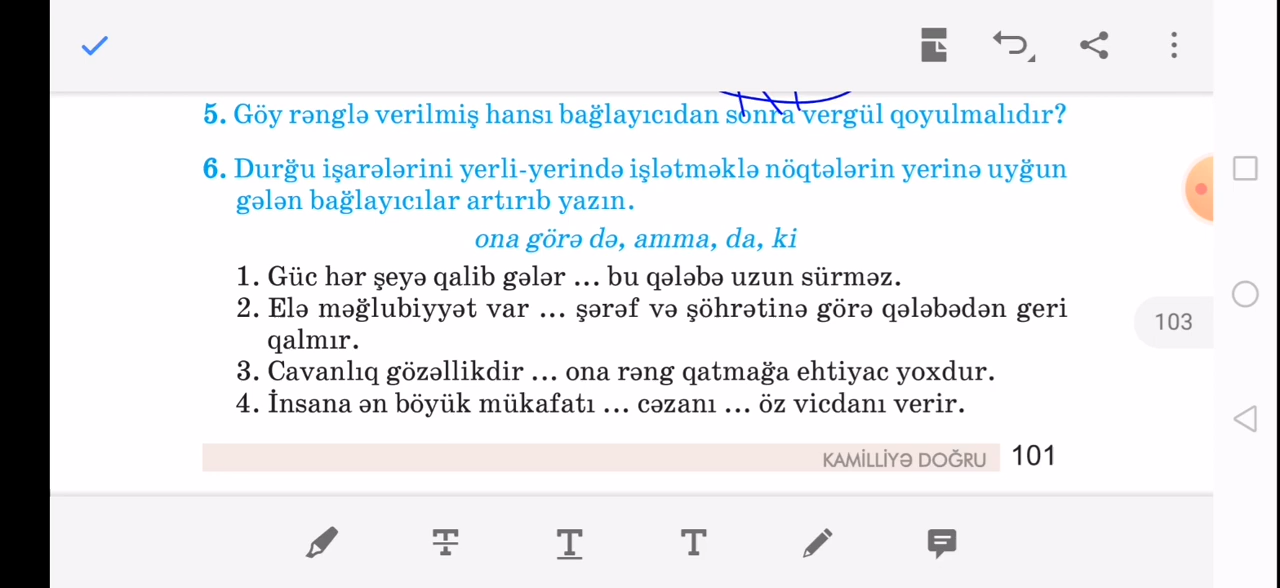 5. Göy rənglə verilmiş hansı bağlayıcıdan sonra vergül qoyulmalıdır?
6. Durğu işarələrini yerli-yerində işlətməklə nöqtələrin yerinə uyğun
gələn bağlayıcılar artırıb yazın.
ona görə də, amma, da, ki
1. Güc hər şeyə qalib gələr ... bu qələbə uzun sürməz.
2. Elə məğlubiyyət var ... şərəf və şöhrətinə görə qələbədən geri
qalmır.
103
3. Cavanlıq gözəllikdir ... ona rəng qatmağa ehtiyac yoxdur.
4. İnsana ən böyük mükafatı ... cəzanı ... öz vicdanı verir.
KAMİLLİYƏ DOĞRU 101